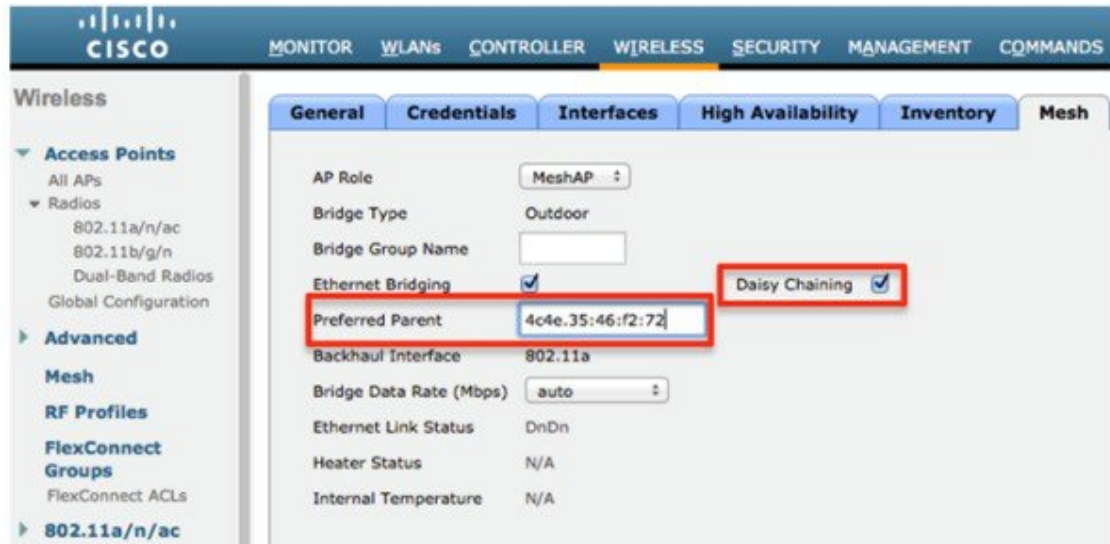 CISCO
MONITOR WLANs CONTROLLER WIRELESS SECURITY MANAGEMENT COMMANDS
Wireless
Access Points
All APs
Radios
802.11a/n/ac
802.11b/g/n
Dual-Band Radios
Global Configuration
Advanced
Mesh
RF Profiles
FlexConnect
Groups
FlexConnect ACLs
802.11a/n/ac
General Credentials Interfaces High Availability Inventory Mesh
AP Role MeshAP
Bridge Type Outdoor
Bridge Group Name
Ethernet Bridging Daisy Chaining
Preferred Parent 4c4e.35:46:f2:72
Backhaul Interface 802.11a
Bridge Data Rate (Mbps) auto
Ethernet Link Status DnDn
Heater Status N/A
Internal Temperature N/A